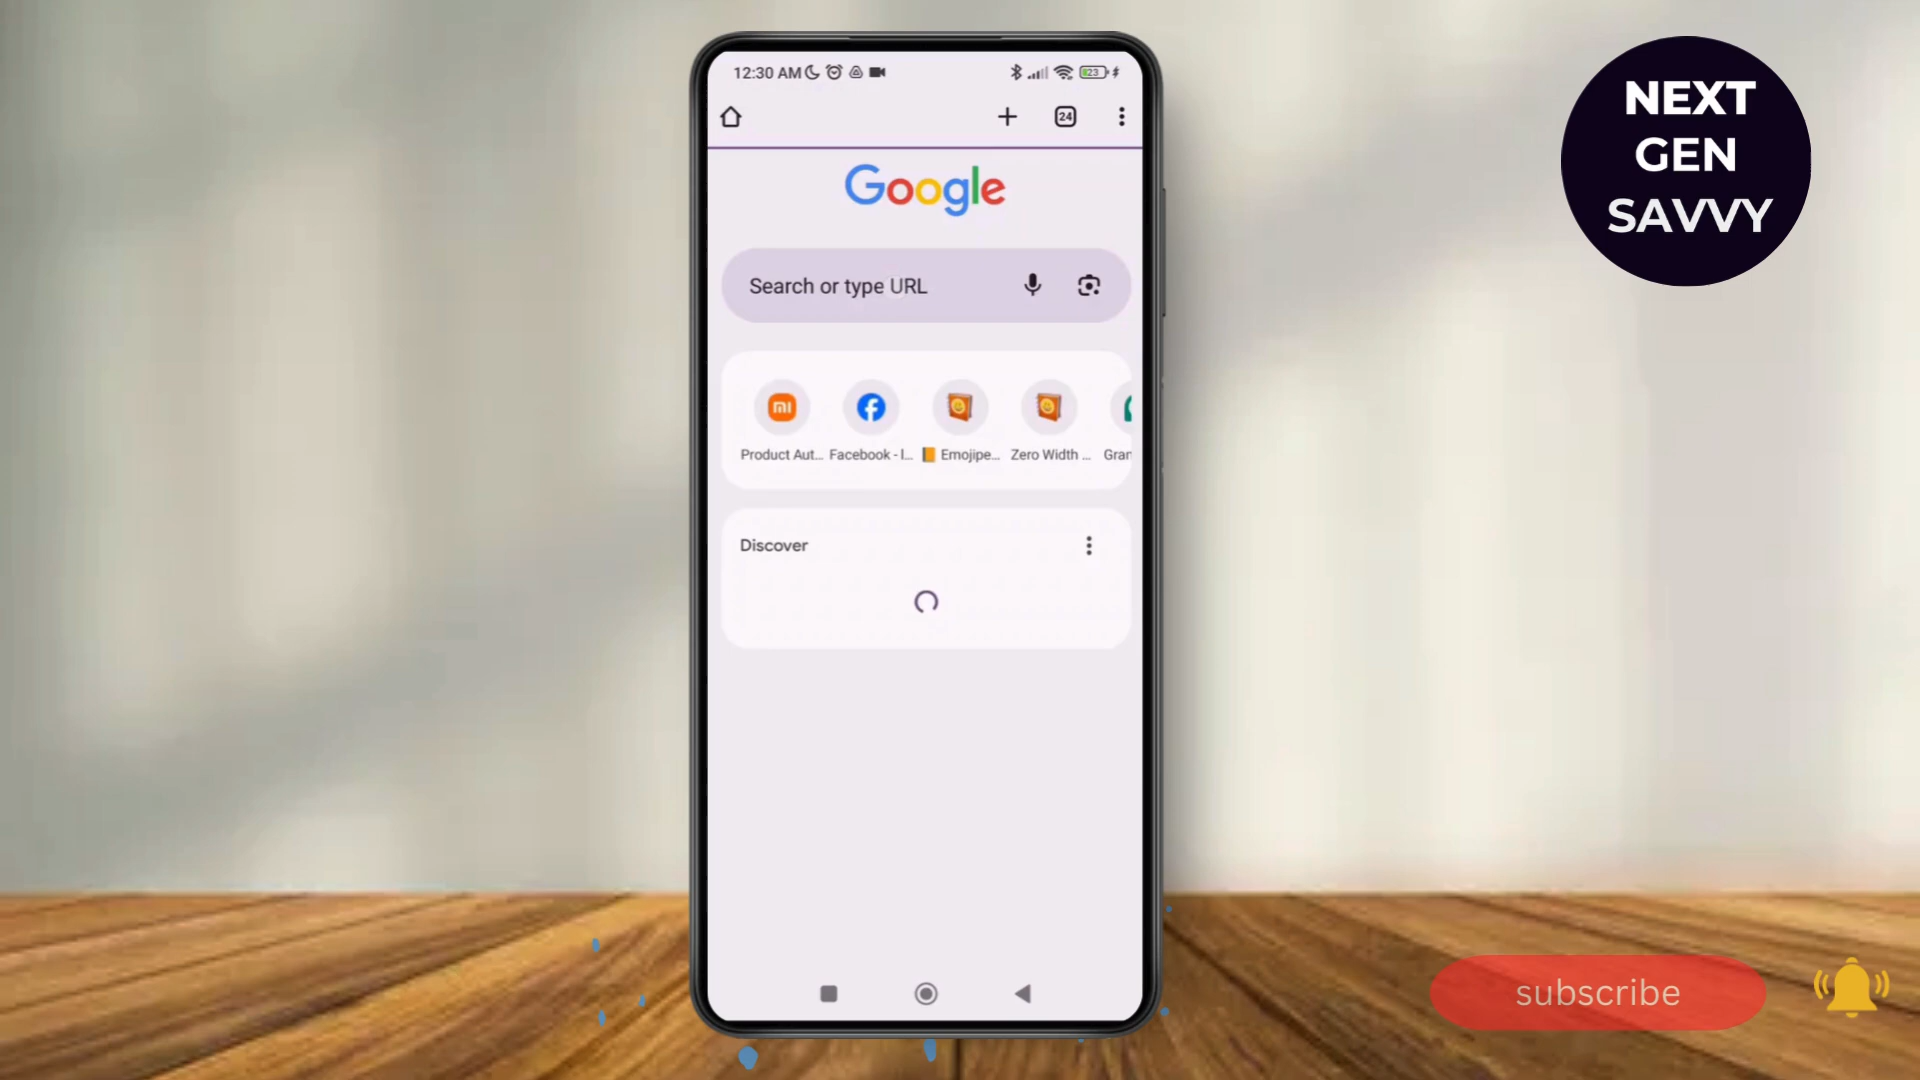 12:30 AM
23
24
Google
Search or type URL
Product Aut...
Facebook - l...
Emojipe...
Zero Width ...
Gran
Discover
NEXT
GEN
SAVVY
subscribe